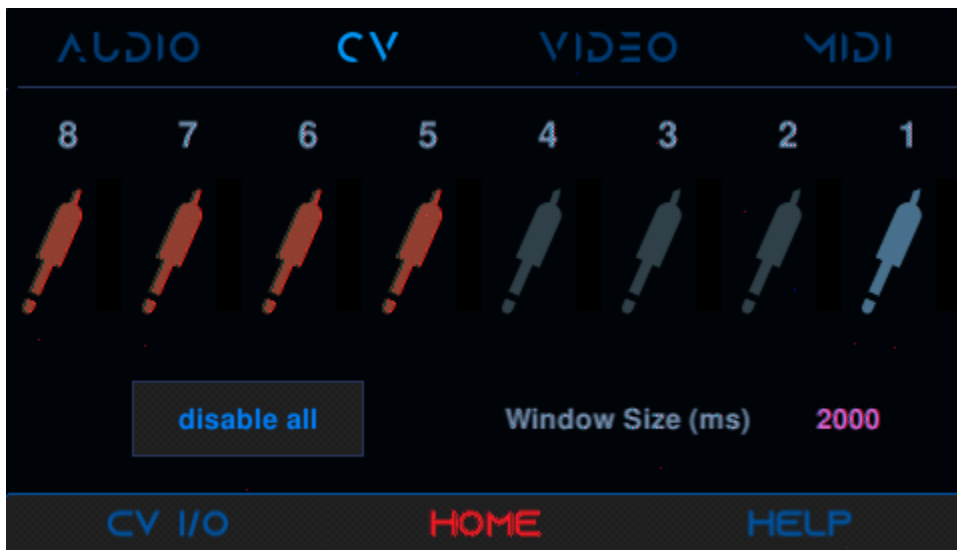 AUDIO CV VIDEO MIDI
8 7 6 5 4 3 2 1
disable all Window Size (ms) 2000
CV I/O HOME HELP